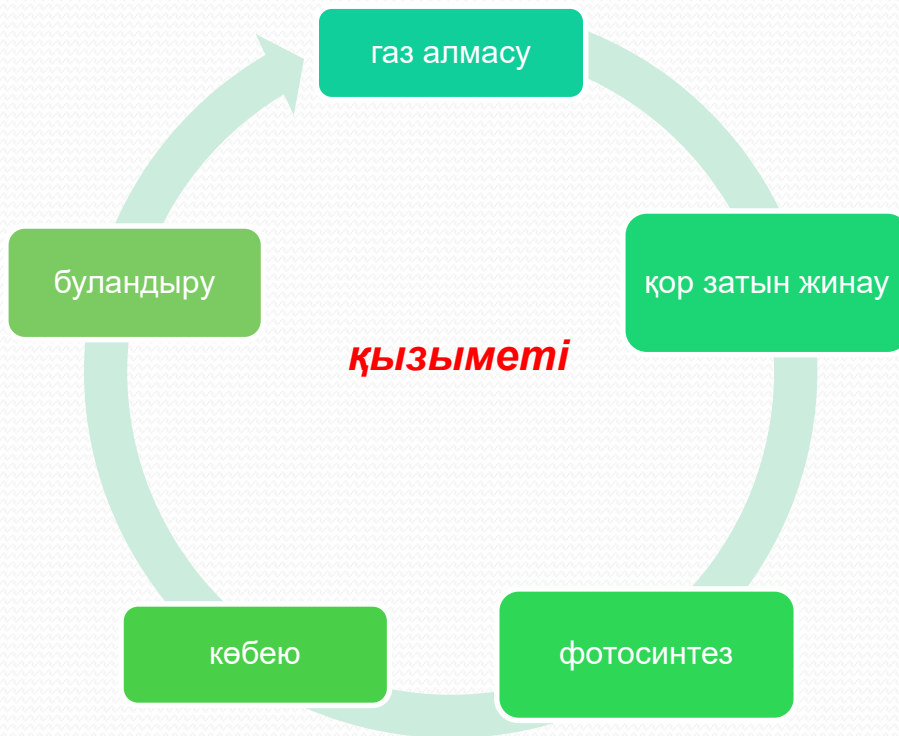 газ алмасу
қор затын жинау
буландыру
қызыметі
көбею
фотосинтез